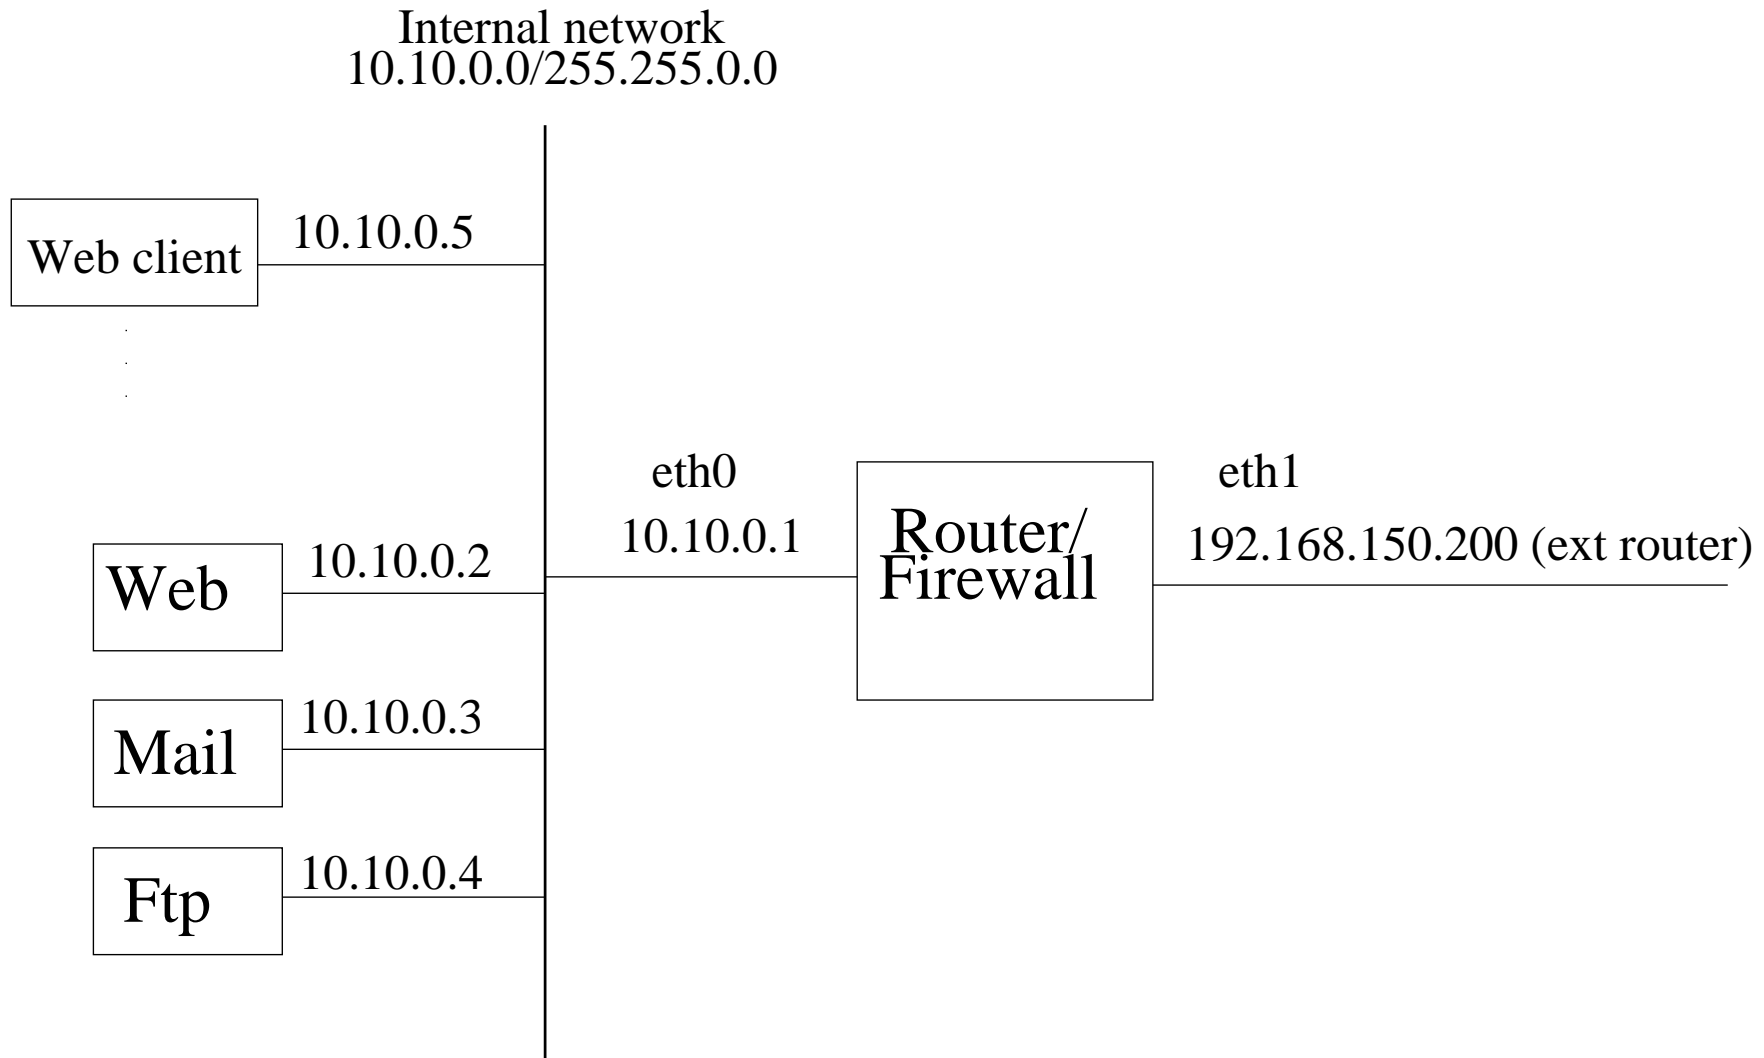 Internal network
10.10.0.0/255.255.0.0
Web client
10.10.0.5
eth0
10.10.0.1
Router/
Firewall
eth1
192.168.150.200 (ext router)
Web
10.10.0.2
Mail
10.10.0.3
Ftp
10.10.0.4